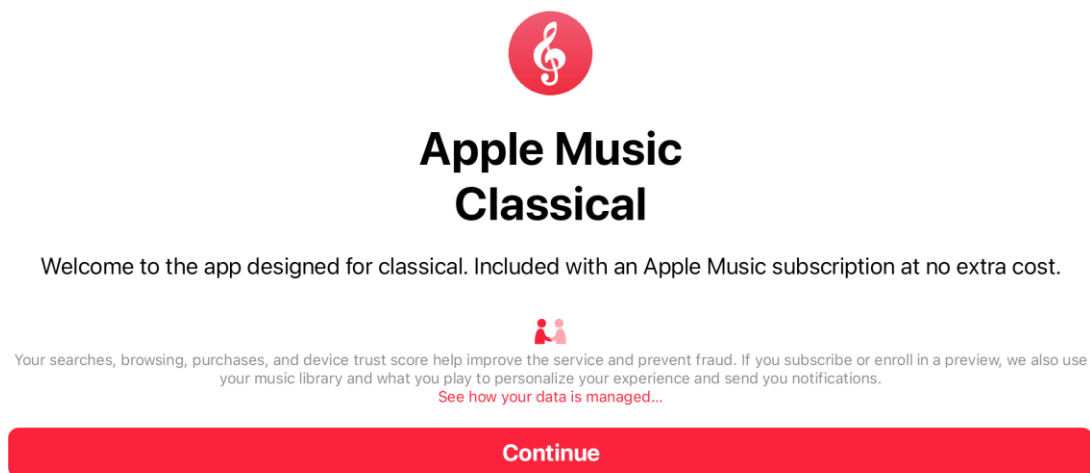 Apple Music
Classical
Welcome to the app designed for classical. Included with an Apple Music subscription at no extra cost.
Your searches, browsing, purchases, and device trust score help improve the service and prevent fraud. If you subscribe or enroll in a preview, we also use
your music library and what you play to personalize your experience and send you notifications.
See how your data is managed...
Continue